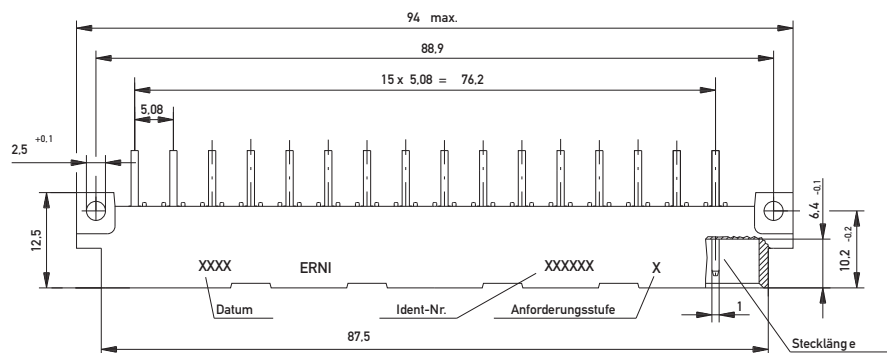 94 max.
88,9
15 x 5,08 = 76,2
5,08
2,5 +0,1
12,5
6,4 -0,1
10,2 -0,2
XXXX ERNI XXXXXX X
Datum Ident-Nr. Anforderungsstufe
1
87,5
Stecklänge